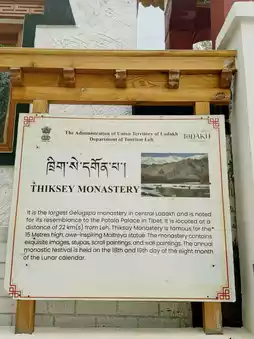 THIKSEY MONASTERY
The Administration of Union Territory of Ladakh
Department of Tourism Leh
LADAKH
ཁྲིག་སེ་དགོན་པ།
THIKSEY MONASTERY
It is the largest Gelugapa monastery in central Ladakh and is noted
for its resemblance to the Potala Palace in Tibet. It is located at a
distance of 22 km(s) from Leh. Thiksey Monastery is famous for the
15 Metres high, awe-inspiring Maitreya statue. The monastery contains
exquisite images, stupas, scroll paintings, and wall paintings. The annual
monastic festival is held on the 18th and 19th day of the eight month
of the Lunar calendar.